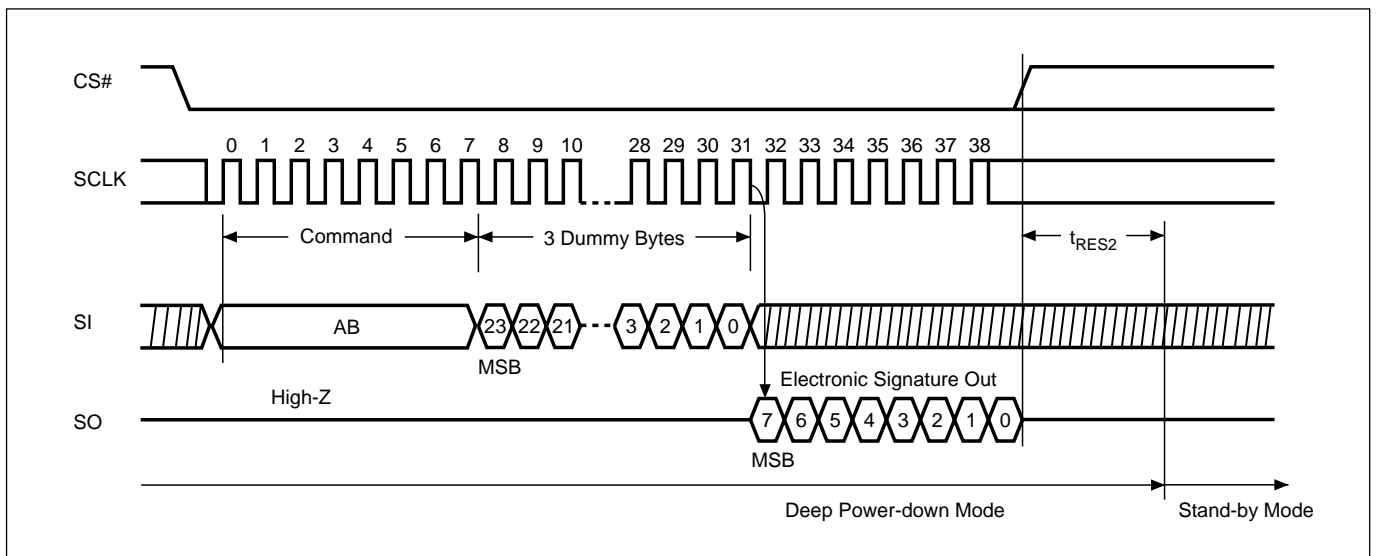 CS#
0 1 2 3 4 5 6 7 8 9 10 28 29 30 31 32 33 34 35 36 37 38
SCLK
Command 3 Dummy Bytes tRES2
SI AB 23 22 21 3 2 1 0
MSB
High-Z Electronic Signature Out
SO 7 6 5 4 3 2 1 0
MSB
Deep Power-down Mode Stand-by Mode